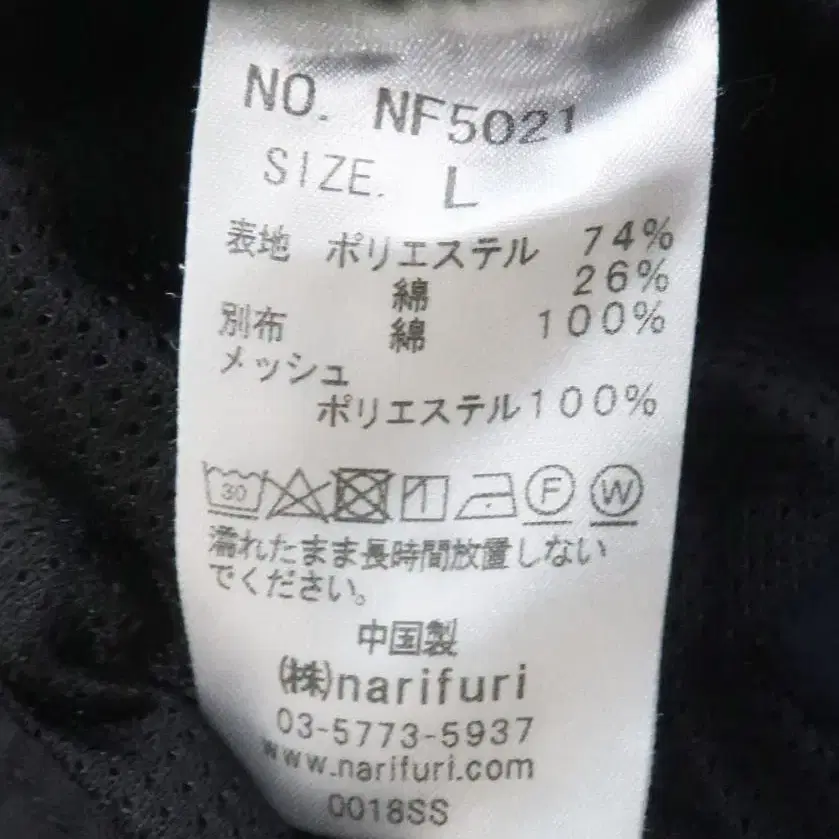 NO. NF5021
SIZE. L
表地 ポリエステル 74%
綿 26%
別布 綿 100%
メッシュ
ポリエステル100%
30 F W
濡れたまま長時間放置しない
でください。
中国製
(株)narifuri
03-5773-5937
www.narifuri.com
0018SS